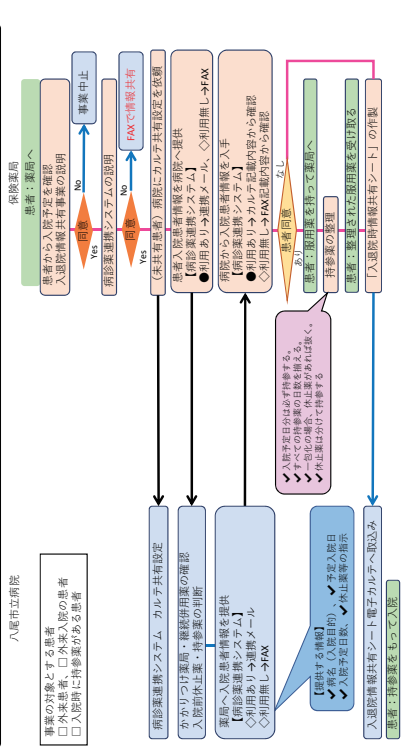 八尾市立病院
事業の対象とする患者
□外来患者、□外来入院の患者
□入院時に持参薬がある患者
病診薬連携システム　カルテ共有設定
かかりつけ薬局・継続併用薬の確認
入院前休止薬・持参薬の判断
薬局へ入院患者情報を提供
【病診薬連携システム】
◇利用あり→連携メール
◇利用無し→FAX
【提供する情報】
✔病名（入院目的）、✔予定入院日
✔入院予定日数、✔休止薬等の指示
入退院情報共有シート電子カルテへ取込み
患者：持参薬をもって入院
保険薬局
患者：薬局へ
患者から入院予定を確認
入退院情報共有事業の説明
同意
No
事業中止
Yes
病診薬連携システムの説明
同意
No
FAXで情報共有
Yes
（未共有患者）病院にカルテ共有設定を依頼
患者入院患者情報を病院へ提供
【病診薬連携システム】
●利用あり→連携メール、◇利用無し→FAX
病院から入院患者情報を入手
【病診薬連携システム】
●利用あり→カルテ記載内容から確認
◇利用無し→FAX記載内容から確認
患者同意
なし
あり
患者：服用薬を持って薬局へ
持参薬の整理
✔入院予定日分は必ず持参する。
✔すべての持参薬の日数を揃える。
✔一包化の場合、休止薬があれば抜く。
✔休止薬は分けて持参する
患者：整理された服用薬を受け取る
「入退院時情報共有シート」の作製